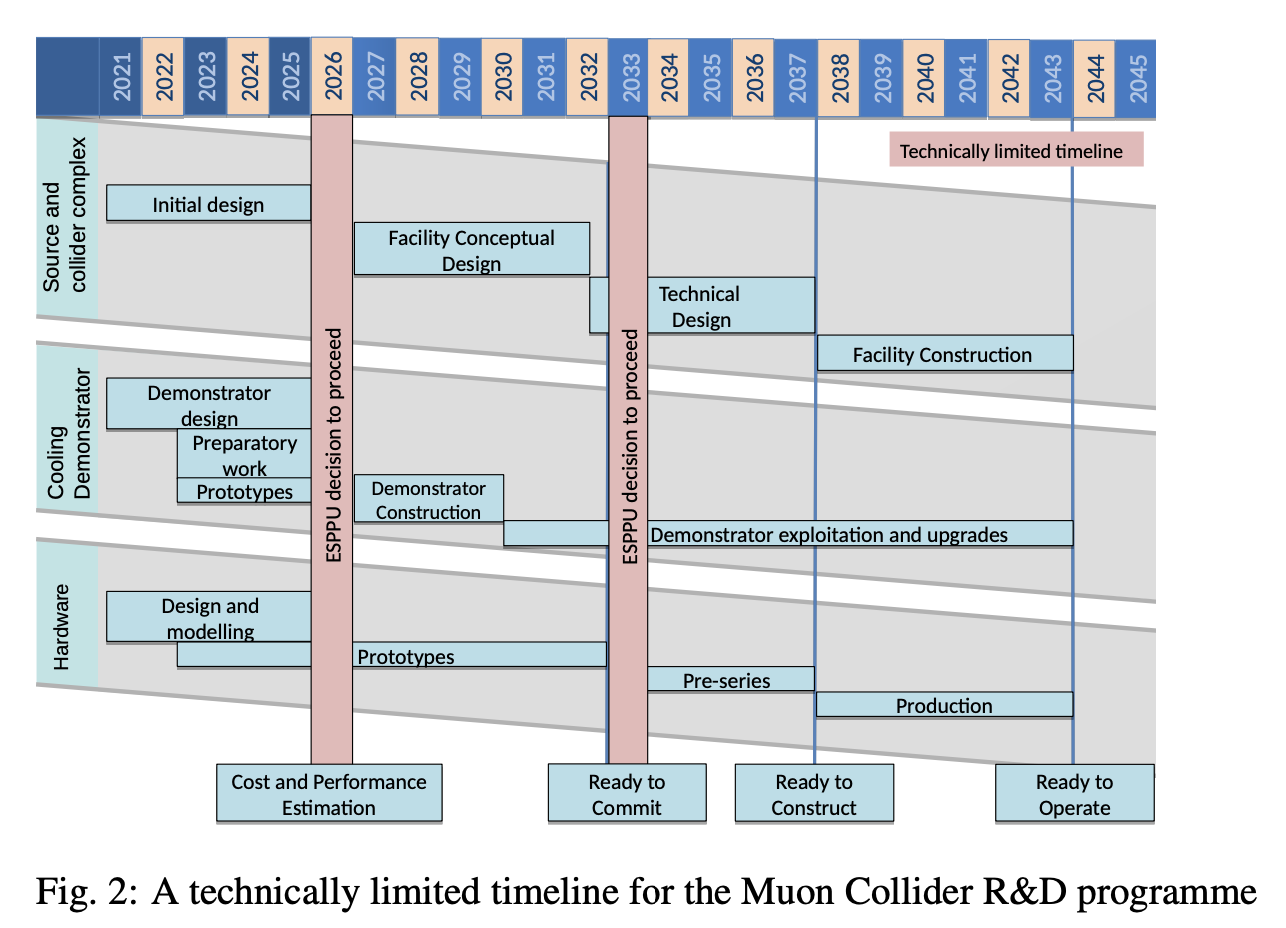 2021 2022 2023 2024 2025 2026 2027 2028 2029 2030 2031 2032 2033 2034 2035 2036 2037 2038 2039 2040 2041 2042 2043 2044 2045
Technically limited timeline
Source and
collider complex
Initial design
Facility Conceptual
Design
Technical
Design
Facility Construction
ESPPU decision to proceed
ESPPU decision to proceed
Cooling
Demonstrator
Demonstrator
design
Preparatory
work
Prototypes
Demonstrator
Construction
Demonstrator exploitation and upgrades
Hardware
Design and
modelling
Prototypes
Pre-series
Production
Cost and Performance
Estimation
Ready to
Commit
Ready to
Construct
Ready to
Operate
Fig. 2: A technically limited timeline for the Muon Collider R&D programme